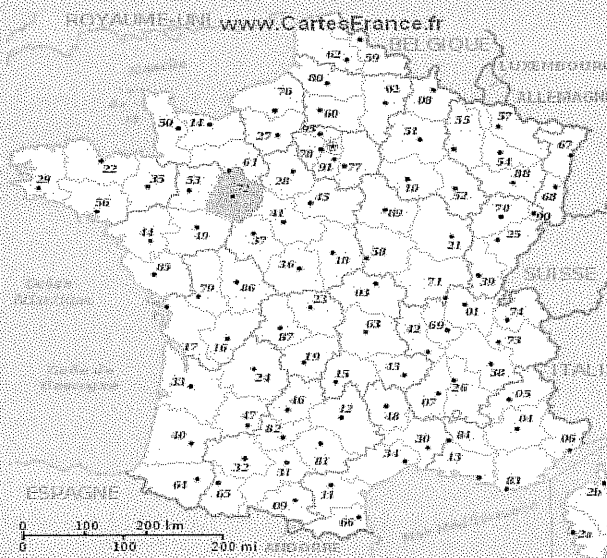 ROYAUME-UNI www.CartesFrance.fr
BELGIQUE
LUXEMBOURG
ALLEMAGNE
62 59
80 02 08
76 60
50 14 27 95 51 55 57
78 54 67
61 91 77 88
29 22 35 53 72 28 10 52 68
56 45 70 90
41 89 25
44 49 37 21
85 36 18 58 39 SUISSE
79 86 71
03 01 74
23
17 16 87 63 42 69 73
19 38 ITALI
33 24 15 43 05
46 07 26
47 12 48 04
40 82 30 84 06
32 31 81 34 13
64 65 83
ESPAGNE 09 11 2b
66
2a
0 100 200 km
0 100 200 mi ANDORRE